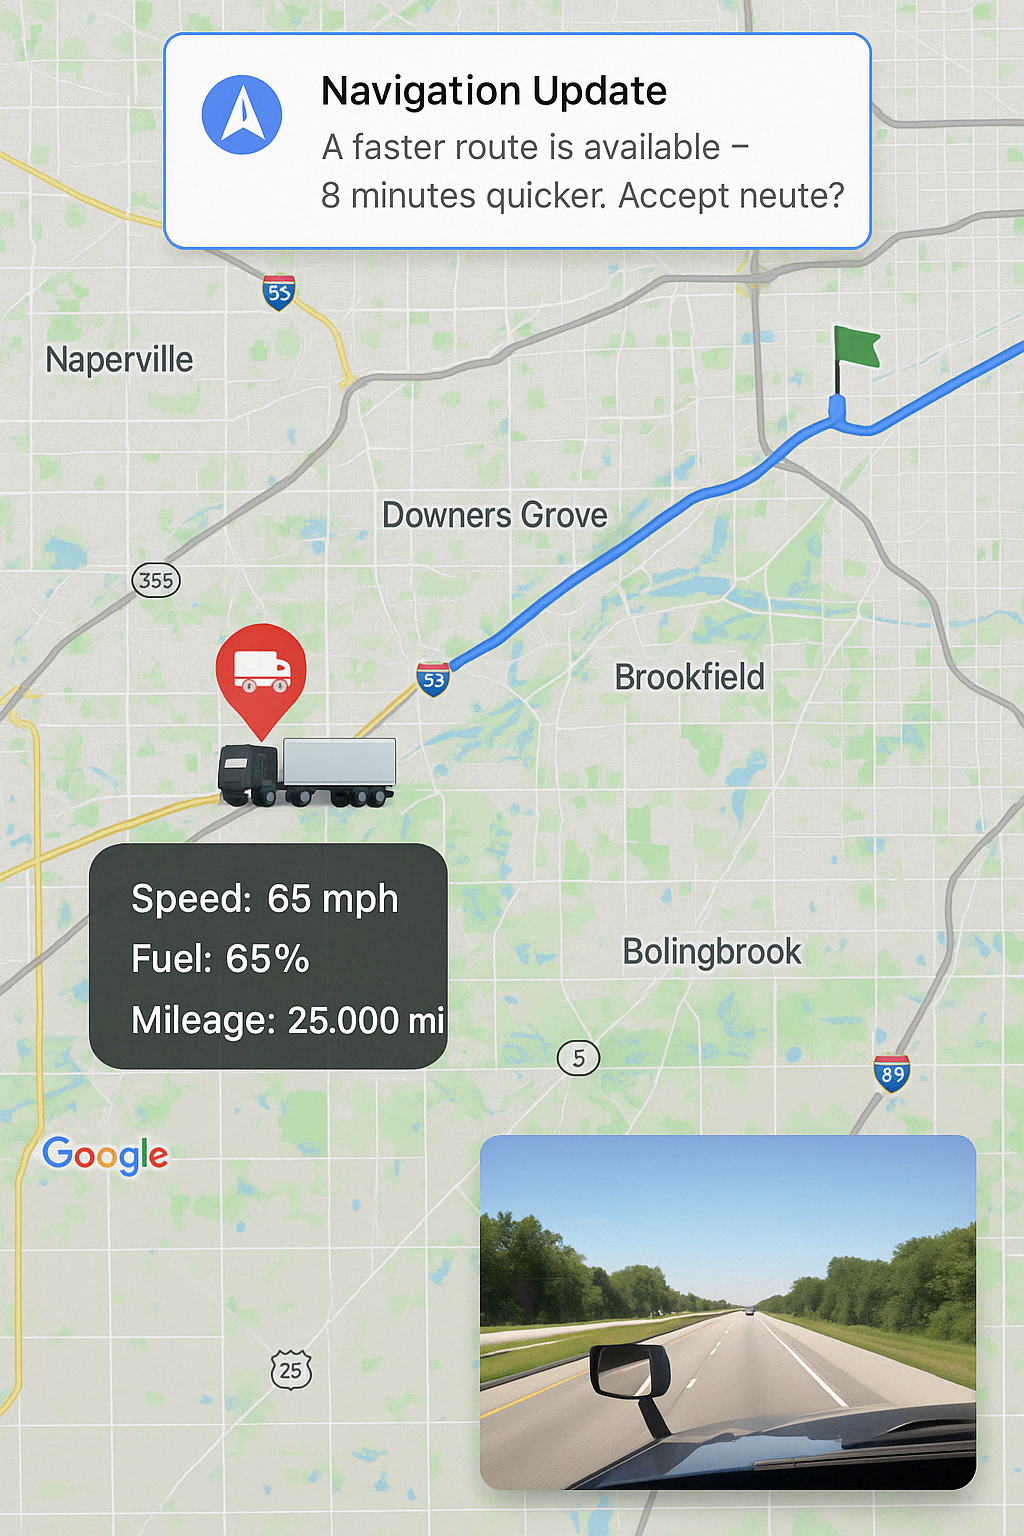 Navigation Update
A faster route is available –
8 minutes quicker. Accept neute?
55
Naperville
Downers Grove
355
53
Brookfield
Speed: 65 mph
Fuel: 65%
Mileage: 25.000 mi
Bolingbrook
5
89
Google
25